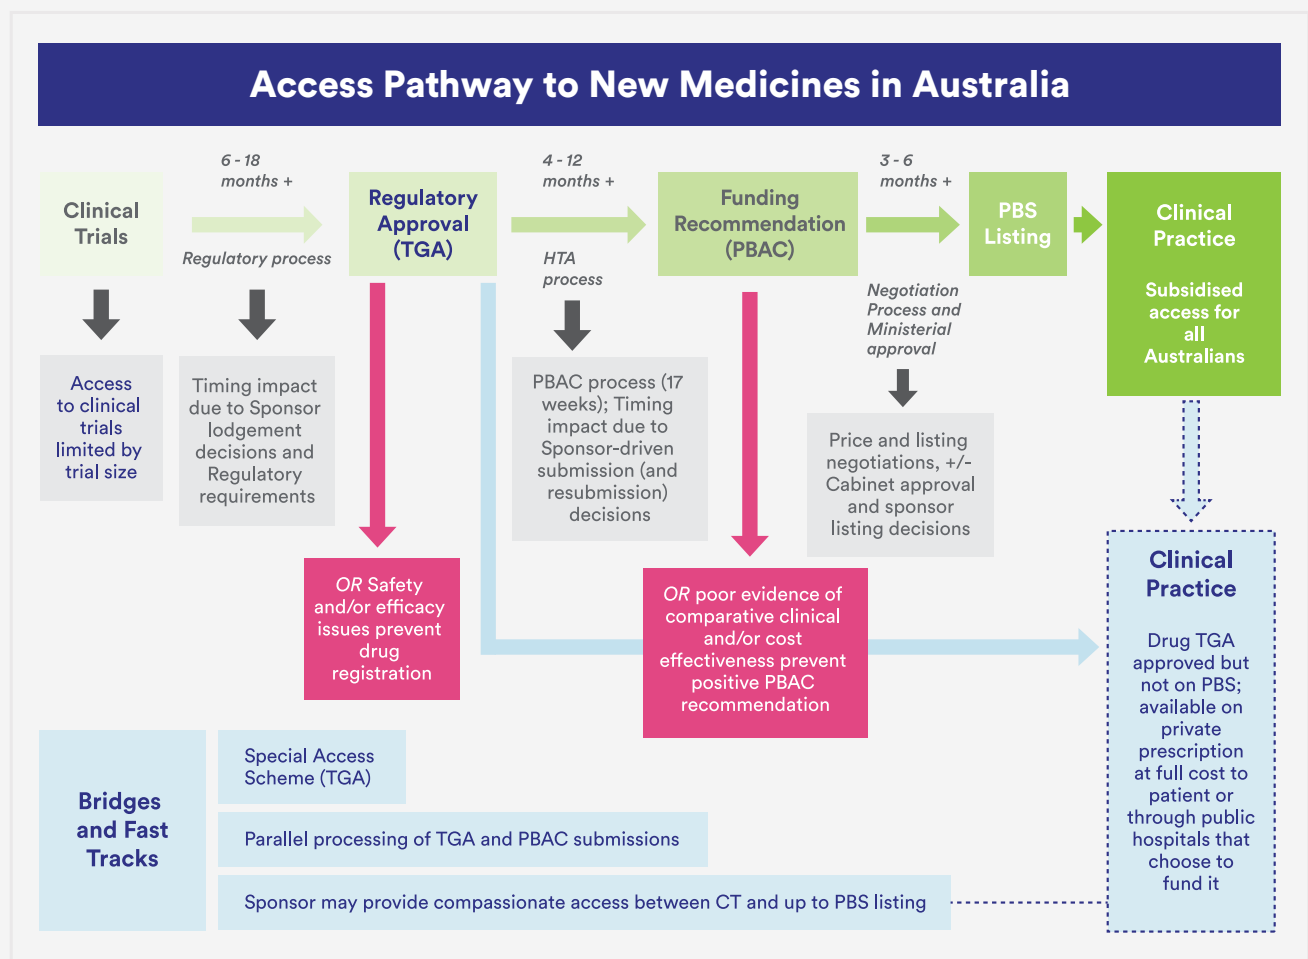 Access Pathway to New Medicines in Australia
Clinical
Trials
6 - 18
months +
Regulatory process
Regulatory
Approval
(TGA)
4 - 12
months +
HTA
process
Funding
Recommendation
(PBAC)
3 - 6
months +
Negotiation
Process and
Ministerial
approval
PBS
Listing
Clinical
Practice
Subsidised
access for
all
Australians
Access
to clinical
trials
limited by
trial size
Timing impact
due to Sponsor
lodgement
decisions and
Regulatory
requirements
PBAC process (17
weeks); Timing
impact due to
Sponsor-driven
submission (and
resubmission)
decisions
Price and listing
negotiations, +/-
Cabinet approval
and sponsor
listing decisions
OR Safety
and/or efficacy
issues prevent
drug
registration
OR poor evidence of
comparative clinical
and/or cost
effectiveness prevent
positive PBAC
recommendation
Clinical
Practice
Drug TGA
approved but
not on PBS;
available on
private
prescription
at full cost to
patient or
through public
hospitals that
choose to
fund it
Bridges
and Fast
Tracks
Special Access
Scheme (TGA)
Parallel processing of TGA and PBAC submissions
Sponsor may provide compassionate access between CT and up to PBS listing